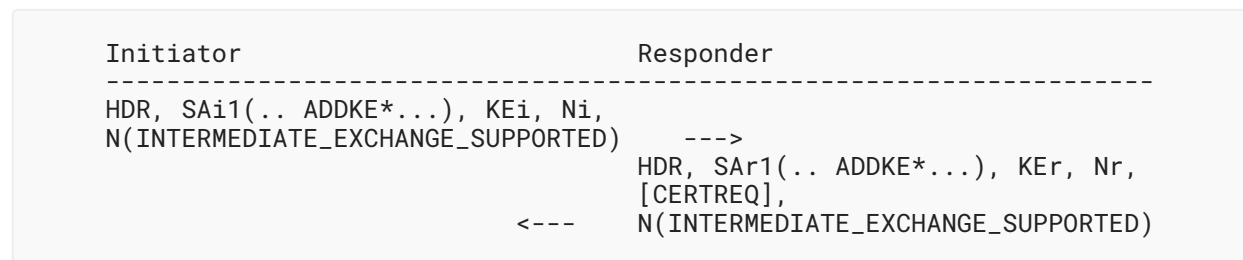 Initiator                         Responder
---------------------------------------------------------------------
HDR, SAi1(.. ADDKE*...), KEi, Ni,
N(INTERMEDIATE_EXCHANGE_SUPPORTED)    --->
HDR, SAr1(.. ADDKE*...), KEr, Nr,
[CERTREQ],
<---    N(INTERMEDIATE_EXCHANGE_SUPPORTED)